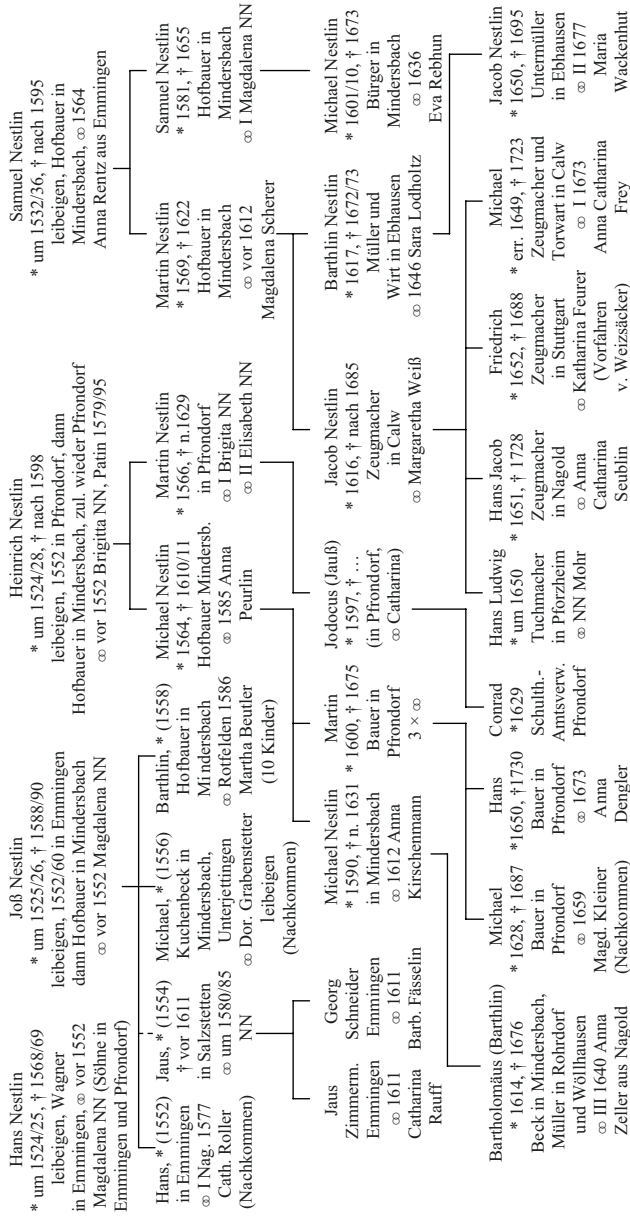 Hans Nestlin
* um 1524/25, † 1568/69
leibeigen, Wagner
in Emmingen, ∞ vor 1552
Magdalena NN (Söhne in
Emmingen und Pfrondorf)
Joß Nestlin
* um 1525/26, † 1588/90
leibeigen, 1552/60 in Emmingen
dann Hofbauer in Mindersbach
∞ vor 1552 Magdalena NN
Heinrich Nestlin
* um 1524/28, † nach 1598
leibeigen, 1552 in Pfrondorf, dann
Hofbauer in Mindersbach, zul. wieder Pfrondorf
∞ vor 1552 Brigitta NN, Patin 1579/95
Samuel Nestlin
* um 1532/36, † nach 1595
leibeigen, Hofbauer in
Mindersbach, ∞ 1564
Anna Rentz aus Emmingen
Hans, * (1552)
in Emmingen
∞ I Nag. 1577
Cath. Roller
(Nachkommen)
Jaus, * (1554)
† vor 1611
in Salzstetten
∞ um 1580/85
NN
Michael, * (1556)
Kuchenbeck in
Mindersbach,
Unterjettingen
∞ Dor. Grabenstetter
leibeigen
(Nachkommen)
Barthlin, * (1558)
Hofbauer in
Mindersbach
∞ Rotfelden 1586
Martha Beutler
(10 Kinder)
Michael Nestlin
* 1564, † 1610/11
Hofbauer Mindersb.
∞ 1585 Anna
Peurlin
Martin Nestlin
* 1566, † n.1629
in Pfrondorf
∞ I Brigita NN
∞ II Elisabeth NN
Martin Nestlin
* 1569, † 1622
Hofbauer in
Mindersbach
∞ vor 1612
Magdalena Scherer
Samuel Nestlin
* 1581, † 1655
Hofbauer in
Mindersbach
∞ I Magdalena NN
Jaus
Zimmerm.
Emmingen
∞ 1611
Catharina
Rauff
Georg
Schneider
Emmingen
∞ 1611
Barb. Fässelin
Michael Nestlin
* 1590, † n. 1631
in Mindersbach
∞ 1612 Anna
Kirschenmann
Martin
* 1600, † 1675
Bauer in
Pfrondorf
3 × ∞
Jodocus (Jauß)
* 1597, † ...
(in Pfrondorf,
∞ Catharina)
Jacob Nestlin
* 1616, † nach 1685
Zeugmacher
in Calw
∞ Margaretha Weiß
Barthlin Nestlin
* 1617, † 1672/73
Müller und
Wirt in Ebhausen
∞ 1646 Sara Lodholtz
Michael Nestlin
* 1601/10, † 1673
Bürger in
Mindersbach
∞ 1636
Eva Rebhun
Bartholomäus (Barthlin)
* 1614, † 1676
Beck in Mindersbach,
Müller in Rohrdorf
und Wöllhausen
∞ III 1640 Anna
Zeller aus Nagold
Michael
* 1628, † 1687
Bauer in
Pfrondorf
∞ 1659
Magd. Kleiner
(Nachkommen)
Hans
*1650, †1730
Bauer in
Pfrondorf
∞ 1673
Anna
Dengler
Conrad
*1629
Schulth.-
Amtsverw.
Pfrondorf
Hans Ludwig
* um 1650
Tuchmacher
in Pforzheim
∞ NN Mohr
Hans Jacob
* 1651, † 1728
Zeugmacher
in Nagold
∞ Anna
Catharina
Seublin
Friedrich
* 1652, † 1688
Zeugmacher
in Stuttgart
∞ Katharina Feurer
(Vorfahren
v. Weizsäcker)
Michael
* err. 1649, † 1723
Zeugmacher und
Torwart in Calw
∞ I 1673
Anna Catharina
Frey
Jacob Nestlin
* 1650, † 1695
Untermüller
in Ebhausen
∞ II 1677
Maria
Wackenhut